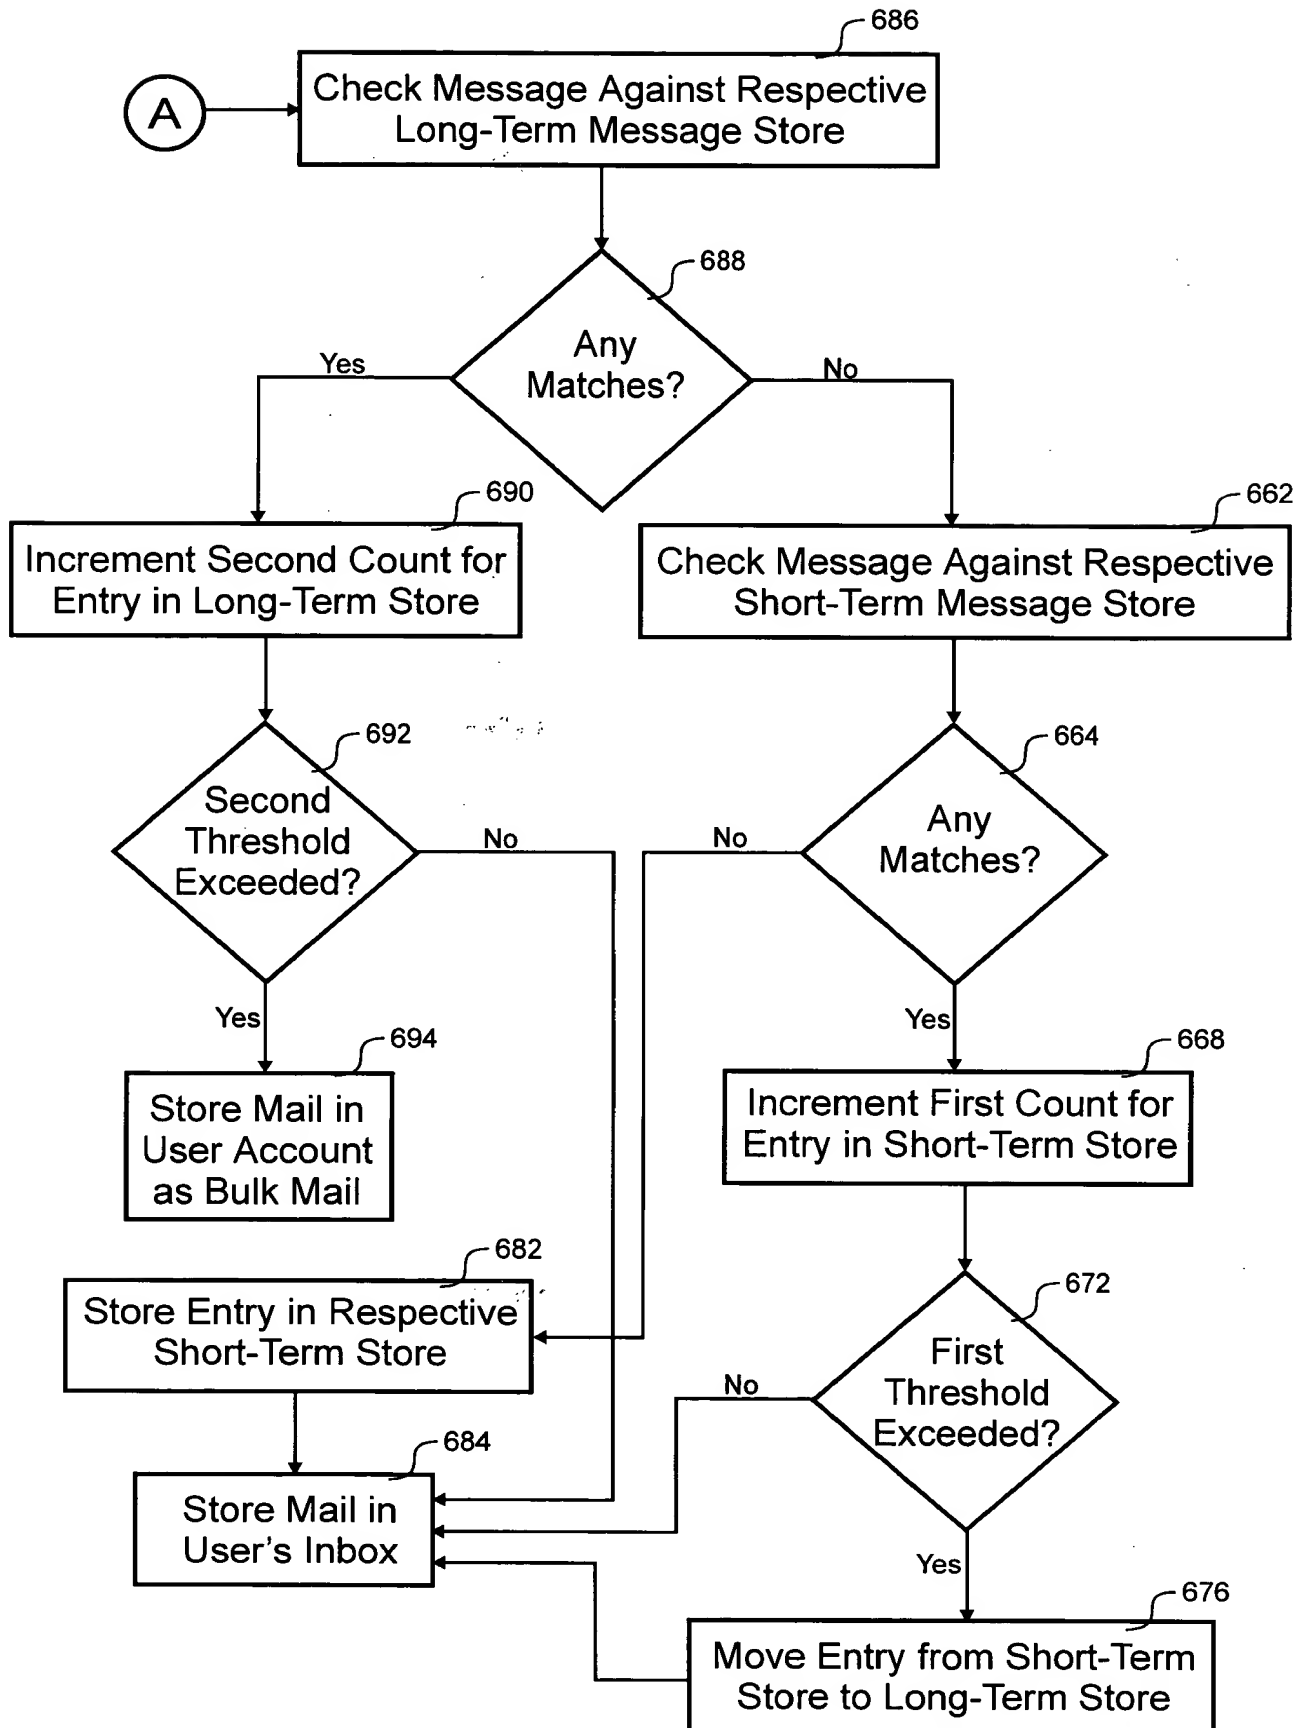 686
A
Check Message Against Respective
Long-Term Message Store
688
Any
Matches?
Yes
No
690
Increment Second Count for
Entry in Long-Term Store
662
Check Message Against Respective
Short-Term Message Store
692
Second
Threshold
Exceeded?
No
Yes
664
Any
Matches?
No
Yes
694
Store Mail in
User Account
as Bulk Mail
668
Increment First Count for
Entry in Short-Term Store
682
Store Entry in Respective
Short-Term Store
672
First
Threshold
Exceeded?
No
Yes
684
Store Mail in
User's Inbox
676
Move Entry from Short-Term
Store to Long-Term Store